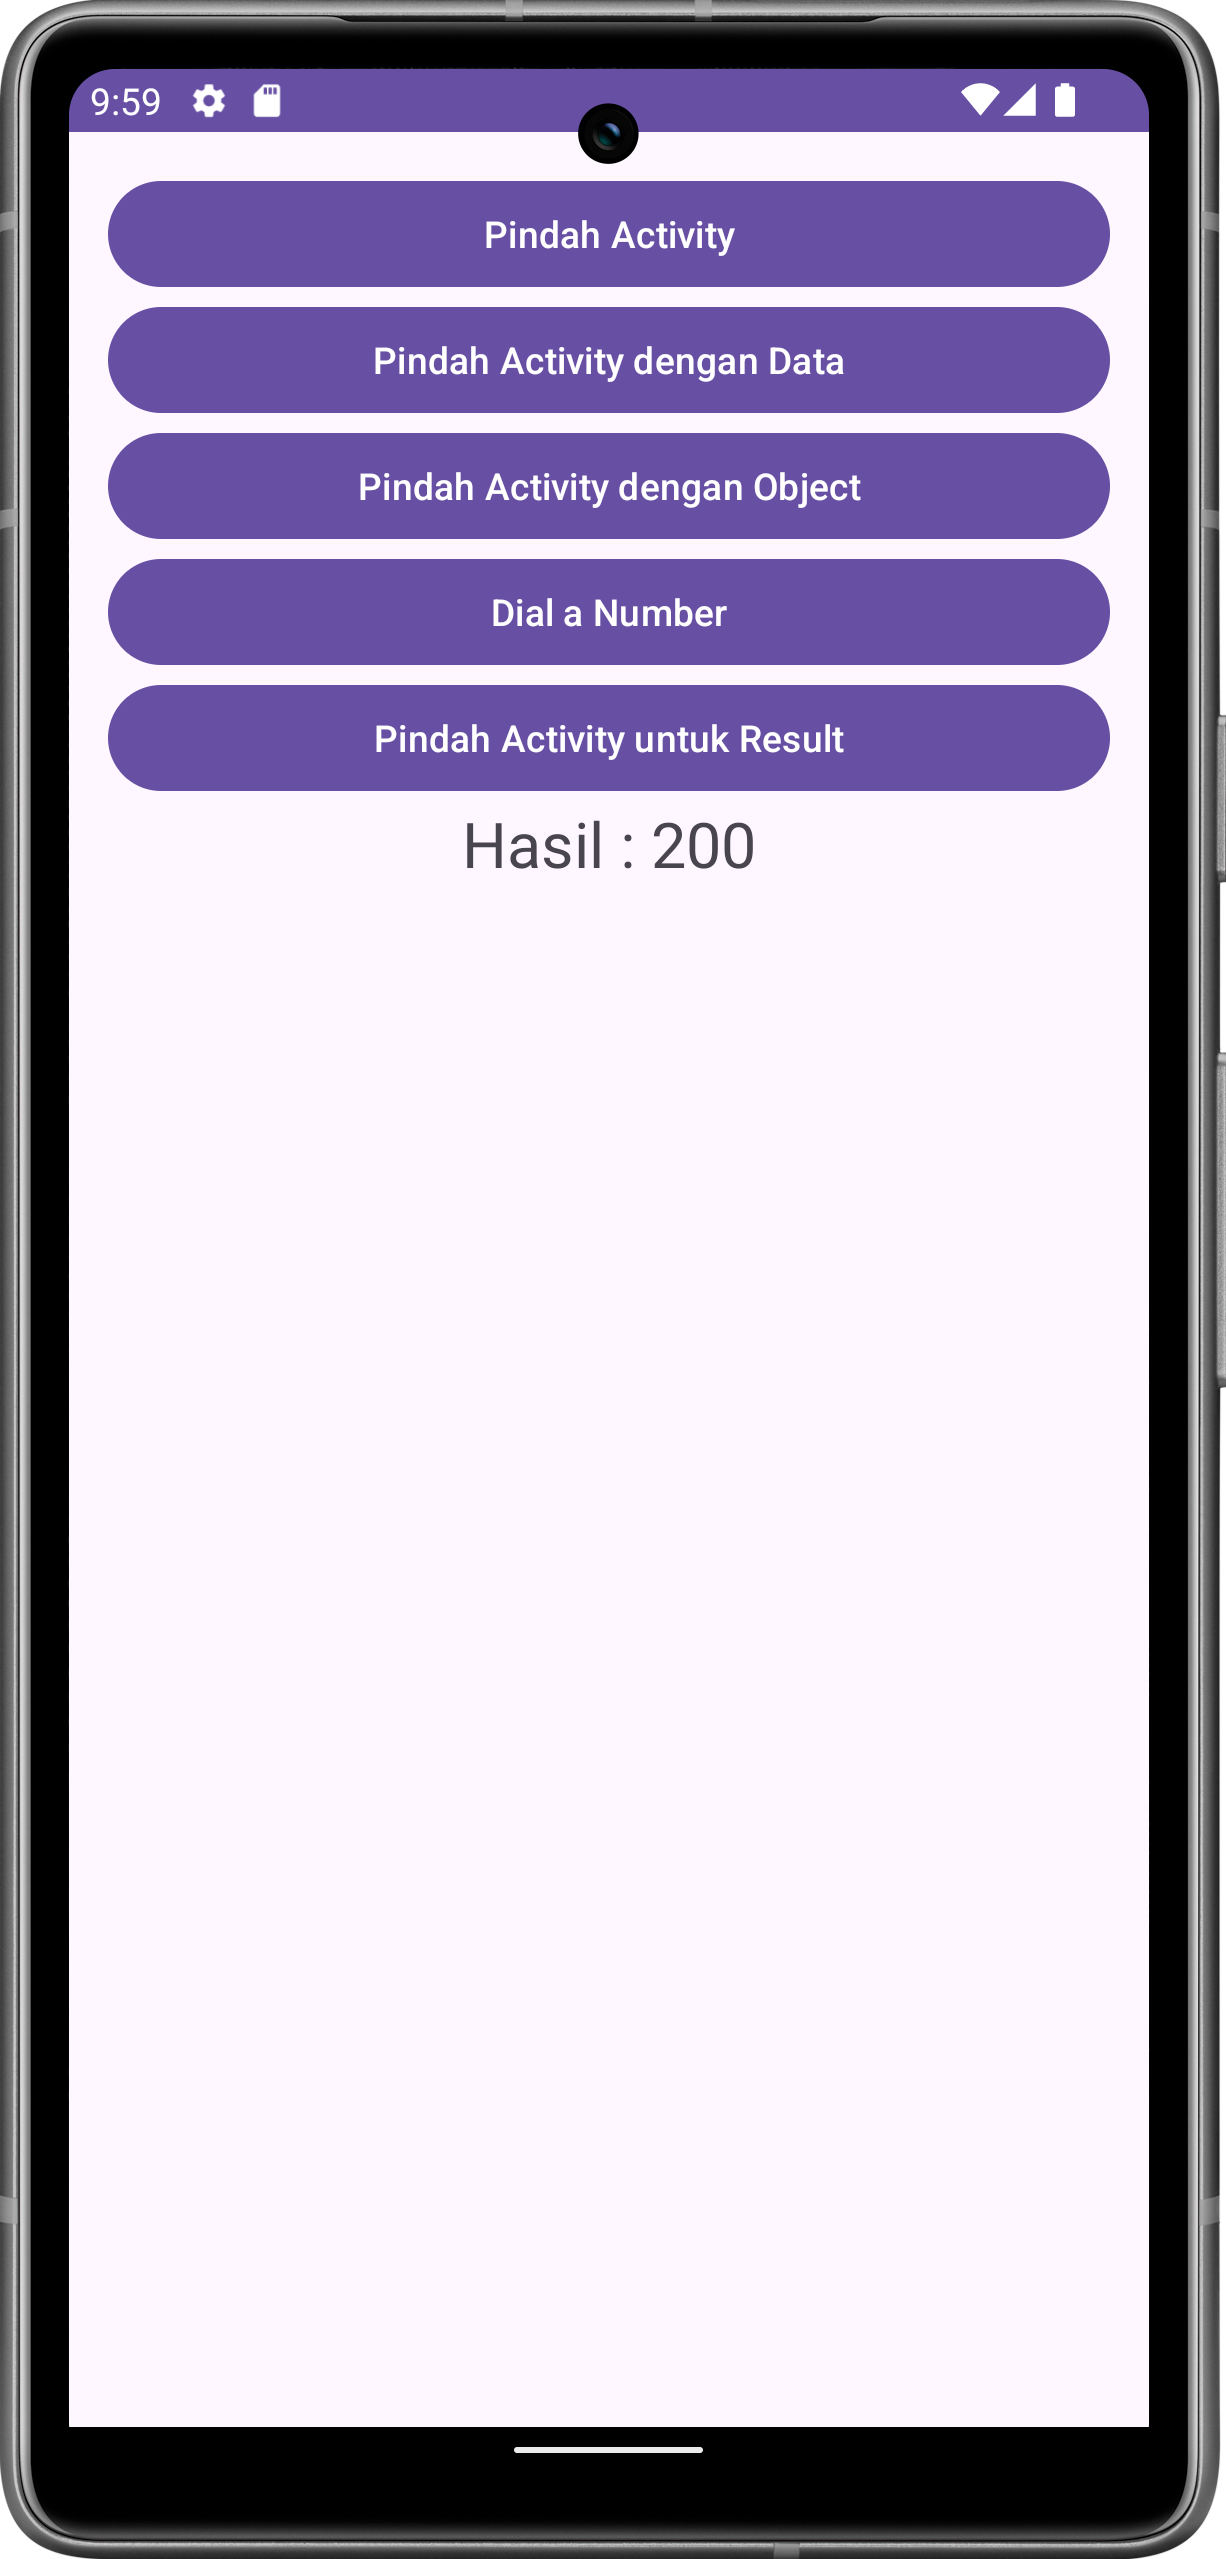 9:59
Pindah Activity
Pindah Activity dengan Data
Pindah Activity dengan Object
Dial a Number
Pindah Activity untuk Result
Hasil : 200